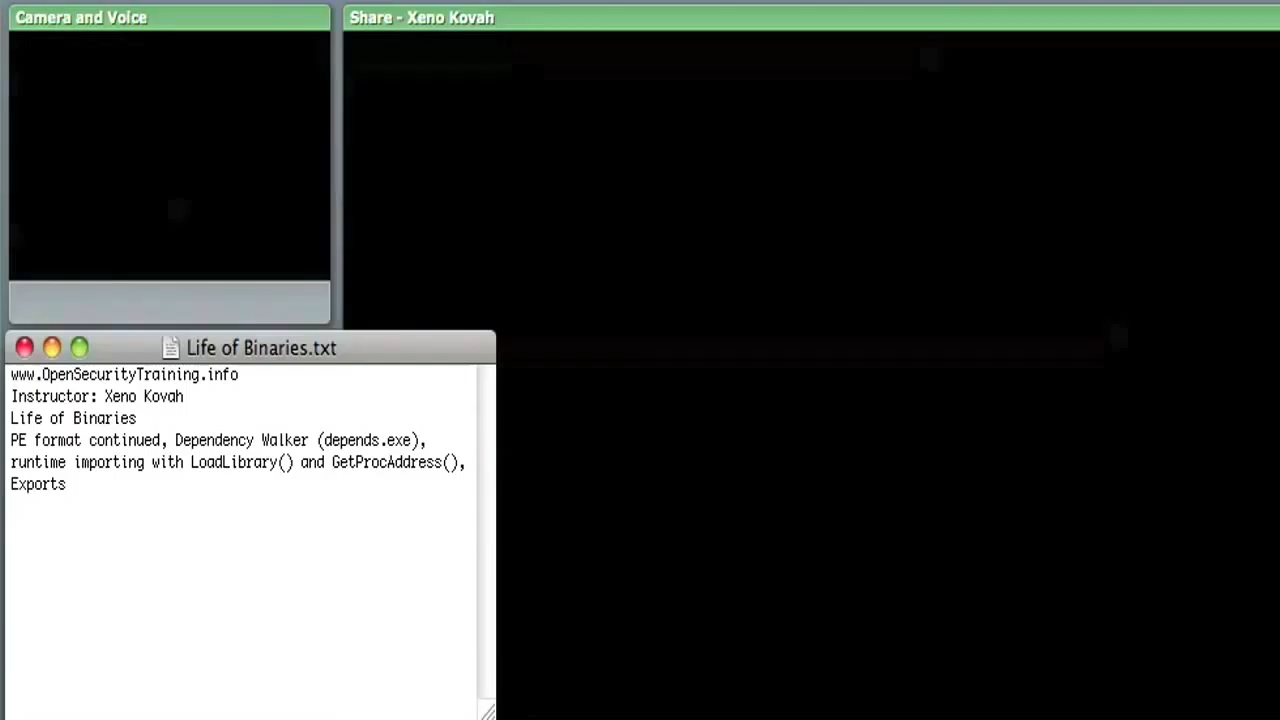 Camera and Voice
Share - Xeno Kovah
Life of Binaries.txt
www.OpenSecurityTraining.info
Instructor: Xeno Kovah
Life of Binaries
PE format continued, Dependency Walker (depends.exe),
runtime importing with LoadLibrary() and GetProcAddress(),
Exports